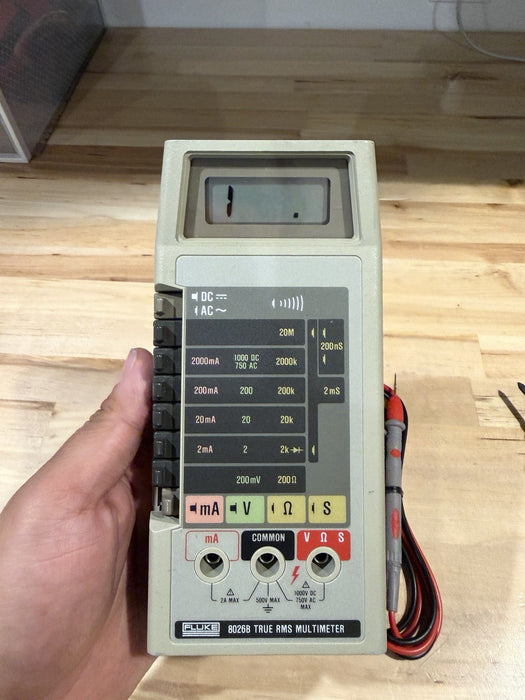 DC
AC
20M
2000mA 1000 DC 750 AC 2000k
200nS
200mA 200 200k 2mS
20mA 20 20k
2mA 2 2k
200mV 200Ω
mA V Ω S
mA COMMON V Ω S
2A MAX 500V MAX 1000V DC 750V AC MAX
FLUKE 8026B TRUE RMS MULTIMETER